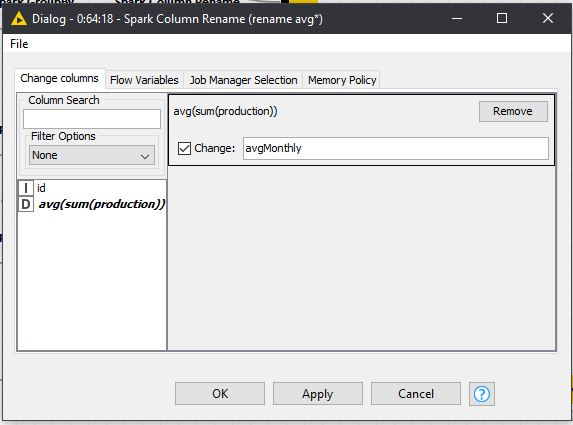 Dialog - 0:64:18 - Spark Column Rename (rename avg*)
File
Change columns Flow Variables Job Manager Selection Memory Policy
Column Search
Filter Options
None
I id
D avg(sum(production))
avg(sum(production))
Remove
Change: avgMonthly
OK Apply Cancel ?